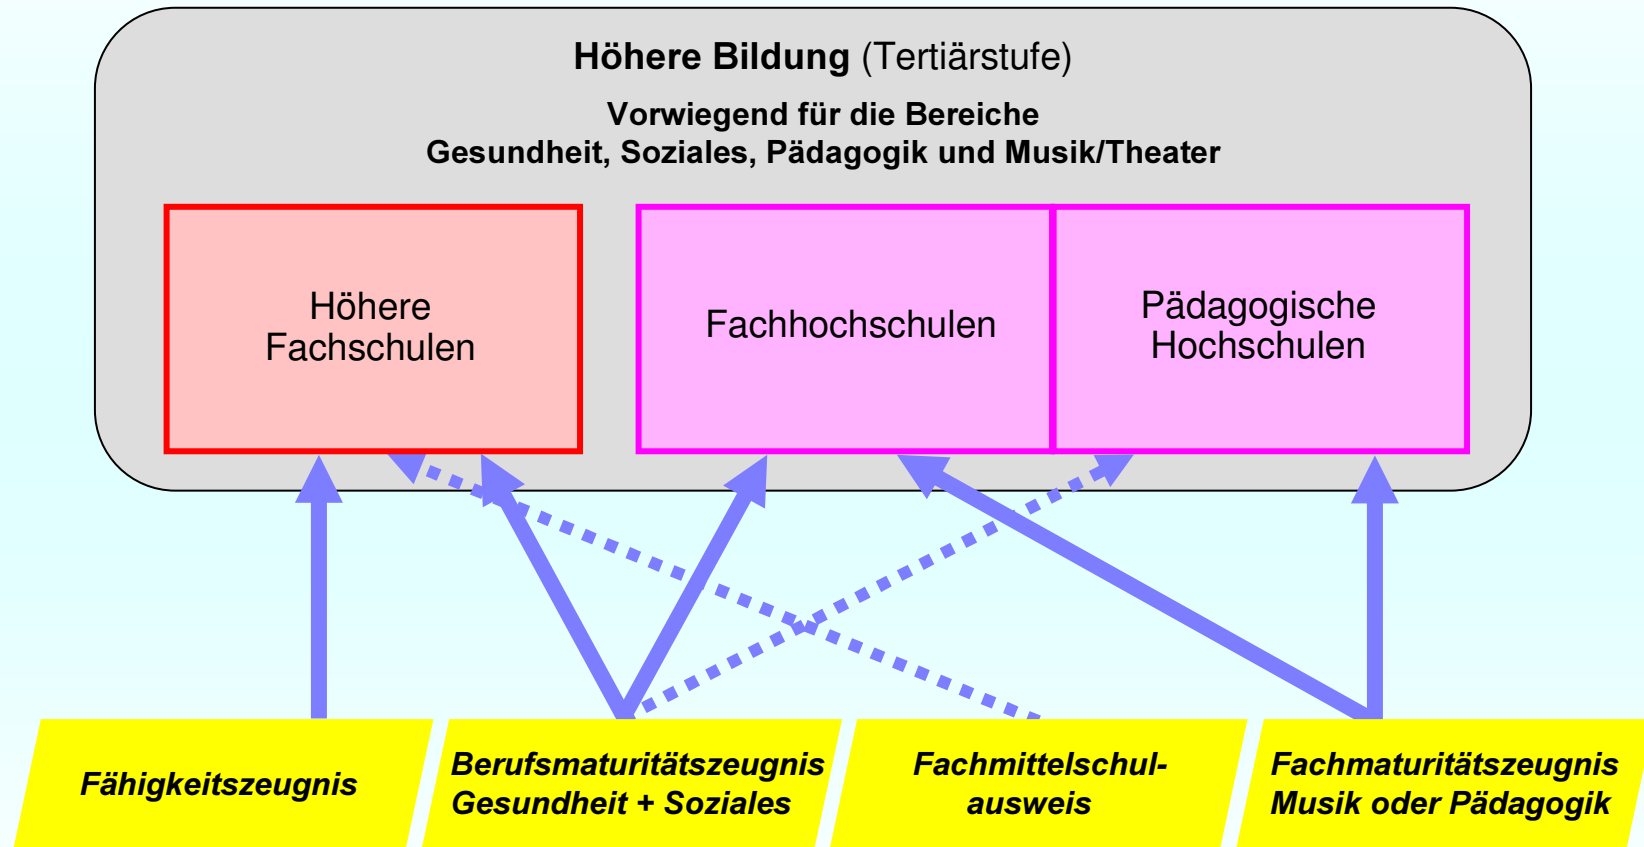 Höhere Bildung (Tertiärstufe)
Vorwiegend für die Bereiche
Gesundheit, Soziales, Pädagogik und Musik/Theater
Höhere
Fachschulen
Fachhochschulen
Pädagogische
Hochschulen
Fähigkeitszeugnis
Berufsmaturitätszeugnis
Gesundheit + Soziales
Fachmittelschul-
ausweis
Fachmaturitätszeugnis
Musik oder Pädagogik